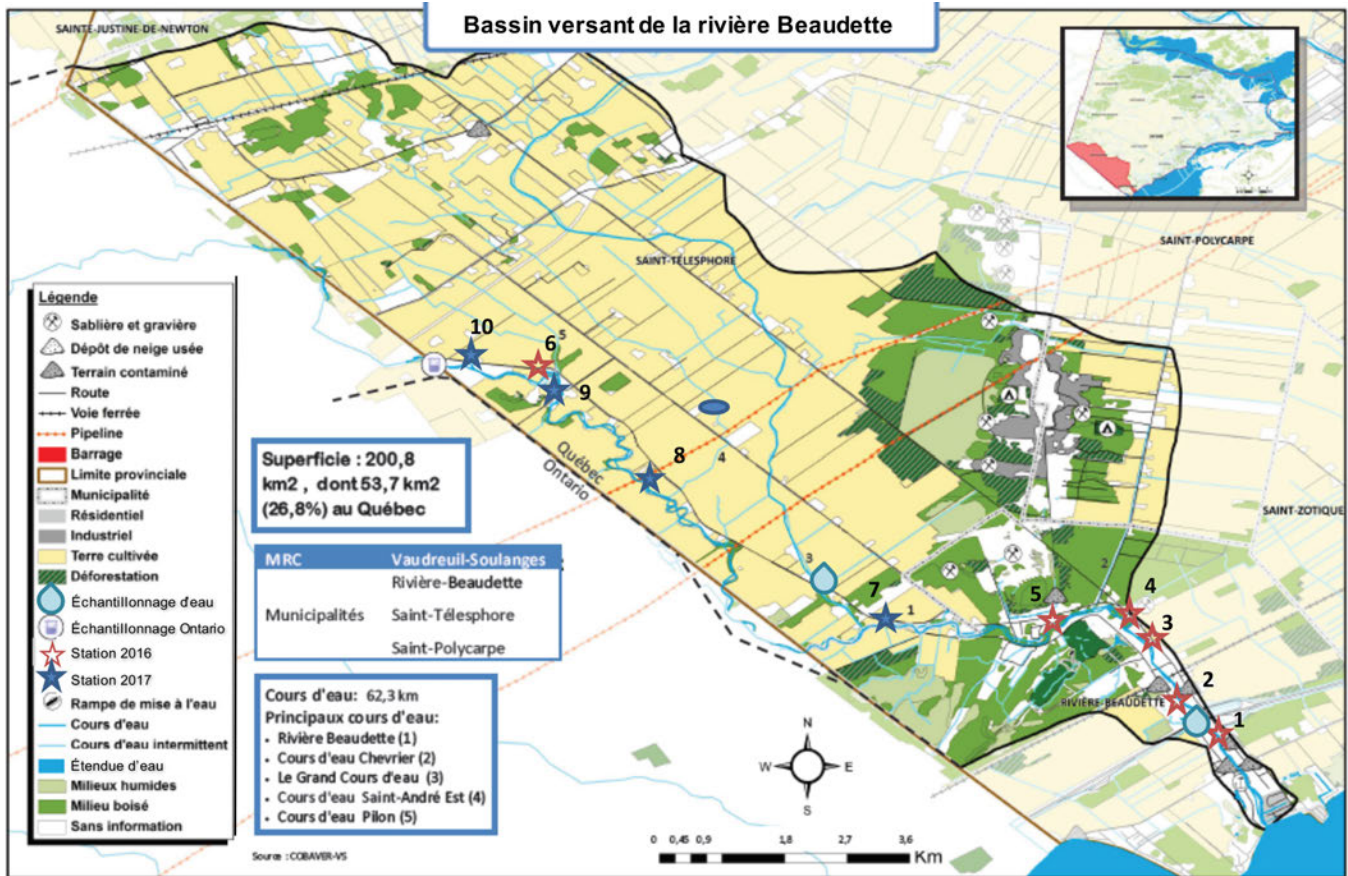 Bassin versant de la rivière Beaudette
SAINTE-JUSTINE-DE-NEWTON
SAINT-POLYCARPE
SAINT-TÉLESPHORE
SAINT-ZOTIQUE
RIVIÈRE-BEAUDETTE
Québec
Ontario
10
6
5
9
8
4
3
7
1
5
2
4
3
2
1
Légende
Sablière et gravière
Dépôt de neige usée
Terrain contaminé
Route
Voie ferrée
Pipeline
Barrage
Limite provinciale
Municipalité
Résidentiel
Industriel
Terre cultivée
Déforestation
Échantillonnage d'eau
Échantillonnage Ontario
Station 2016
Station 2017
Rampe de mise à l'eau
Cours d'eau
Cours d'eau intermittent
Étendue d'eau
Milieux humides
Milieu boisé
Sans information
Superficie : 200,8
km2 , dont 53,7 km2
(26,8%) au Québec
MRC Vaudreuil-Soulanges
Rivière-Beaudette
Municipalités Saint-Télesphore
Saint-Polycarpe
Cours d'eau: 62,3 km
Principaux cours d'eau:
• Rivière Beaudette (1)
• Cours d'eau Chevrier (2)
• Le Grand Cours d'eau (3)
• Cours d'eau Saint-André Est (4)
• Cours d'eau Pilon (5)
N
W E
S
0 0,45 0,9 1,8 2,7 3,6
Km
Source : COBAVER-VS